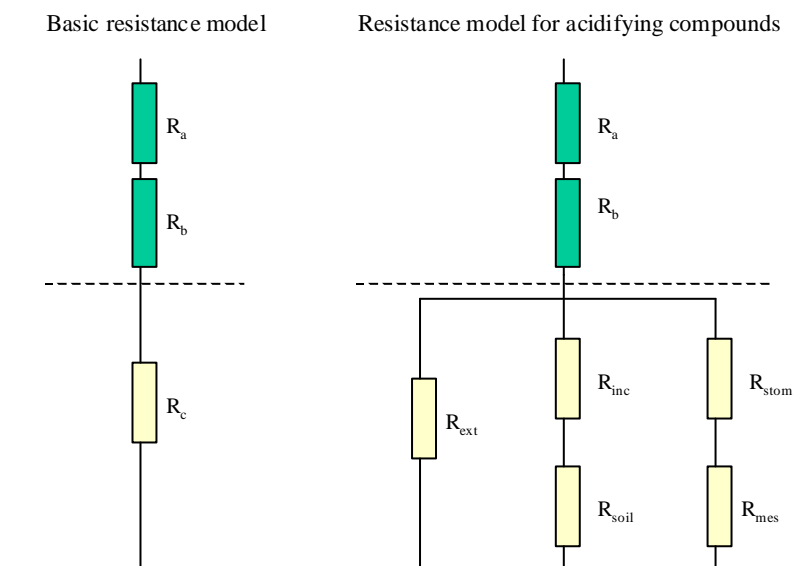 Basic resistance model
Resistance model for acidifying compounds
Ra
Rb
Rc
Ra
Rb
Rinc
Rstom
Rext
Rsoil
Rmes